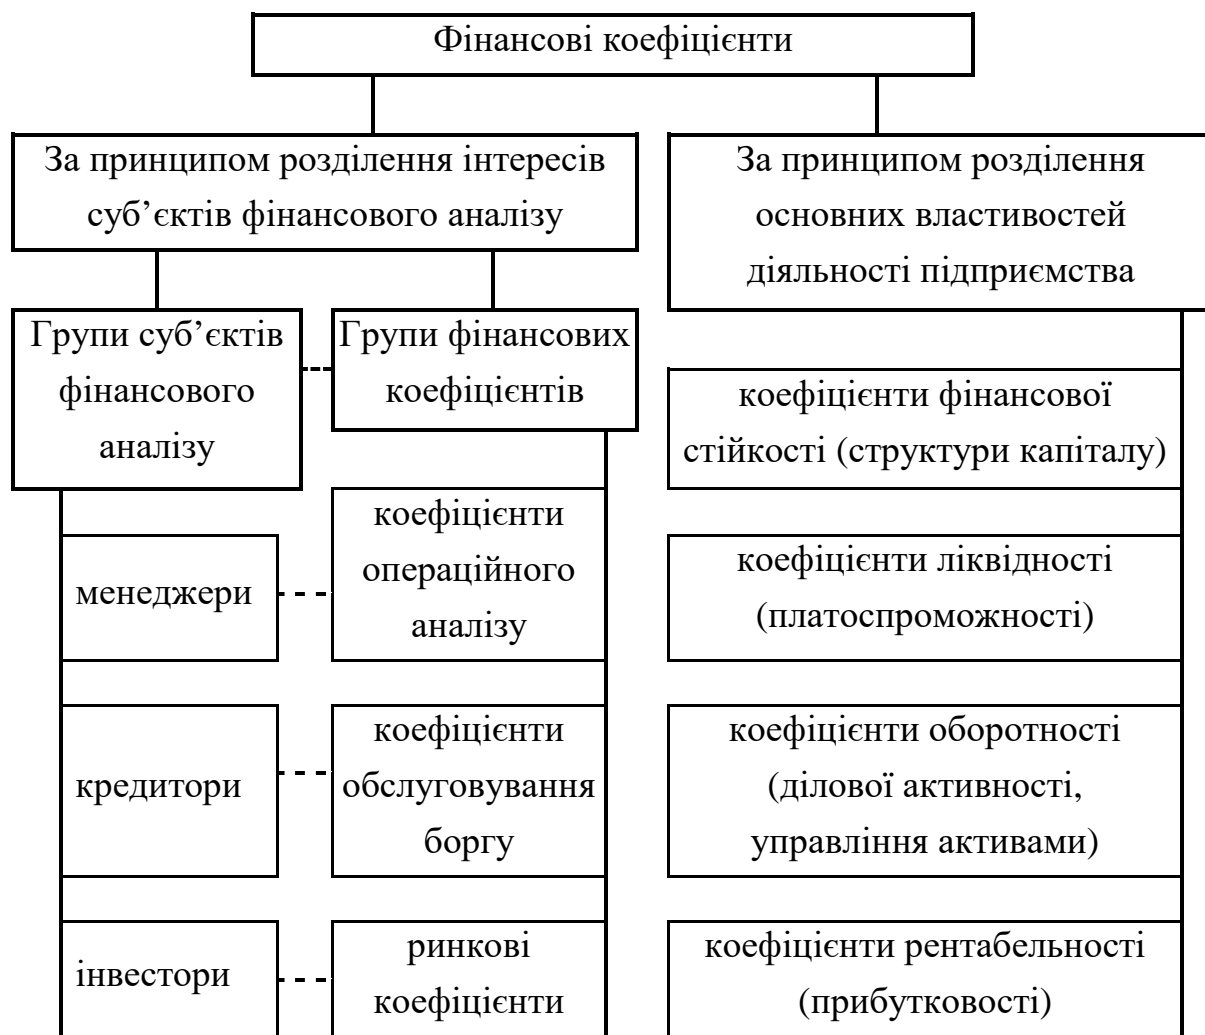 Фінансові коефіцієнти
За принципом розділення інтересів
суб’єктів фінансового аналізу
За принципом розділення
основних властивостей
діяльності підприємства
Групи суб’єктів
фінансового
аналізу
Групи фінансових
коефіцієнтів
коефіцієнти фінансової
стійкості (структури капіталу)
менеджери
коефіцієнти
операційного
аналізу
коефіцієнти ліквідності
(платоспроможності)
кредитори
коефіцієнти
обслуговування
боргу
коефіцієнти оборотності
(ділової активності,
управління активами)
інвестори
ринкові
коефіцієнти
коефіцієнти рентабельності
(прибутковості)